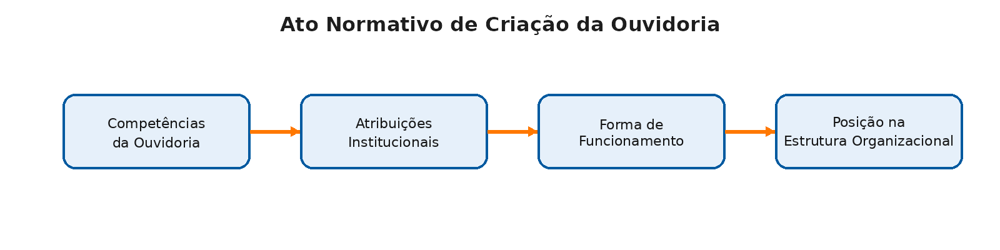 Ato Normativo de Criação da Ouvidoria
Competências
da Ouvidoria
Atribuições
Institucionais
Forma de
Funcionamento
Posição na
Estrutura Organizacional